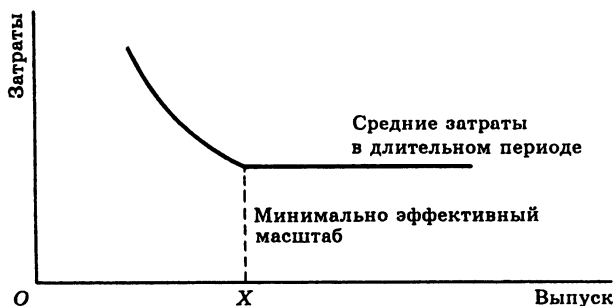 Затраты
Средние затраты
в длительном периоде
Минимально эффективный
масштаб
O
X
Выпуск